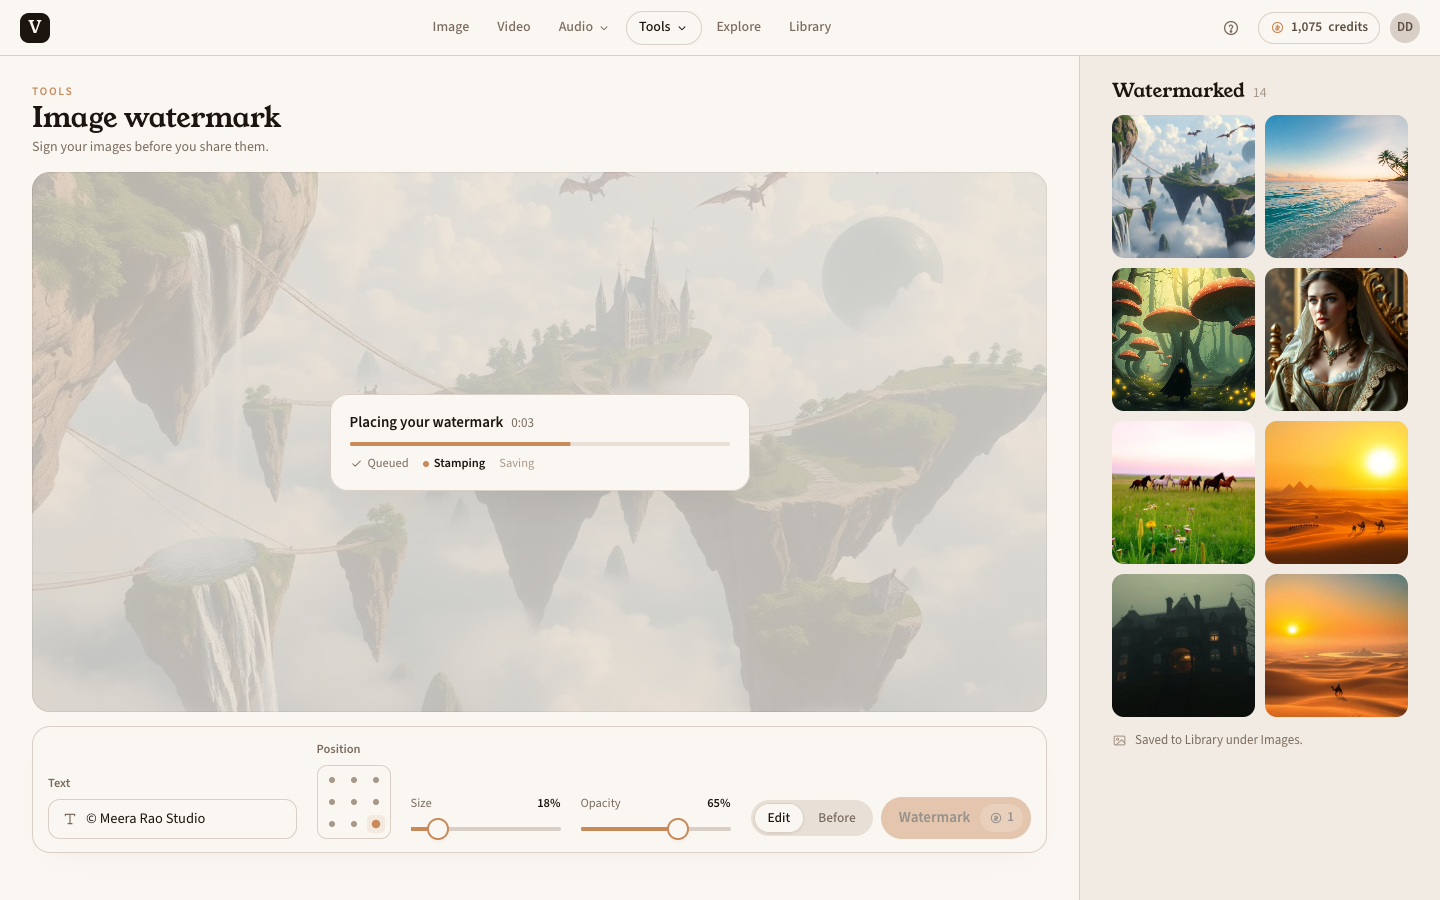 V
Image
Video
Audio
Tools
Explore
Library
1,075 credits
DD
TOOLS
Image watermark
Sign your images before you share them.
Placing your watermark 0:03
Queued
Stamping
Saving
Text
© Meera Rao Studio
Position
Size 18%
Opacity 65%
Edit
Before
Watermark 1
Watermarked 14
Saved to Library under Images.